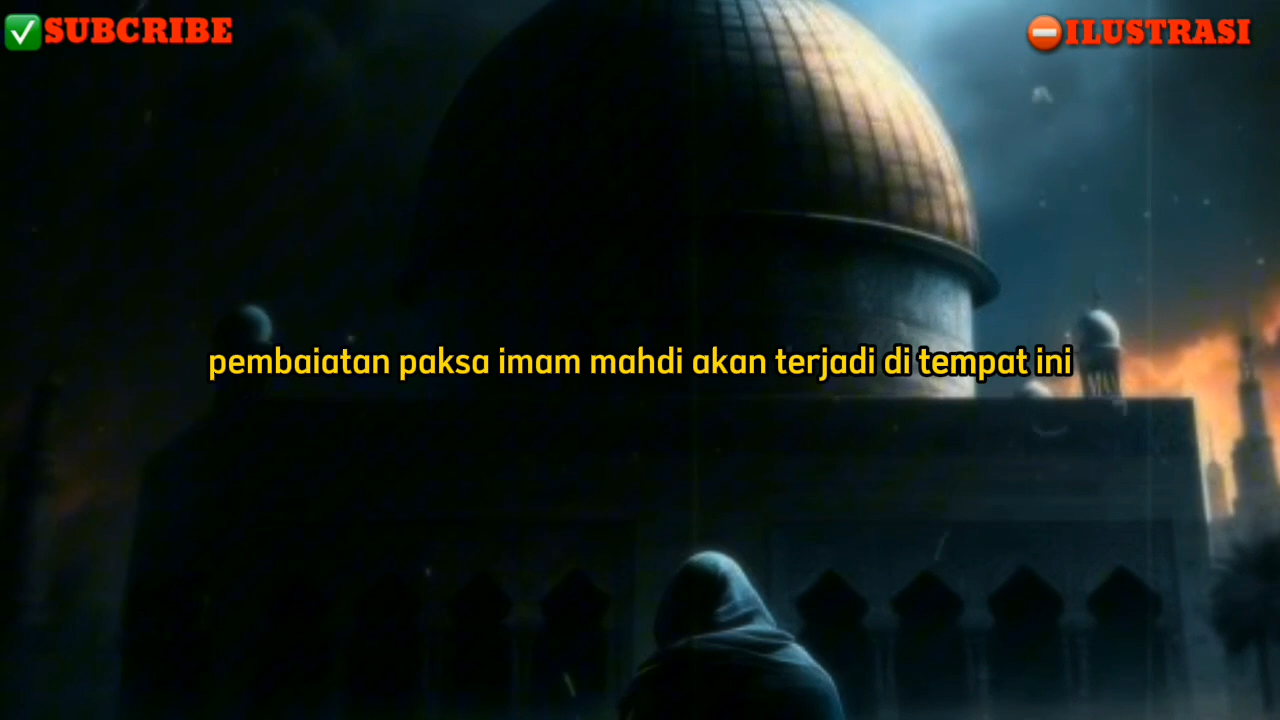 ✅SUBCRIBE
⛔ILUSTRASI
pembaiatan paksa imam mahdi akan terjadi di tempat ini